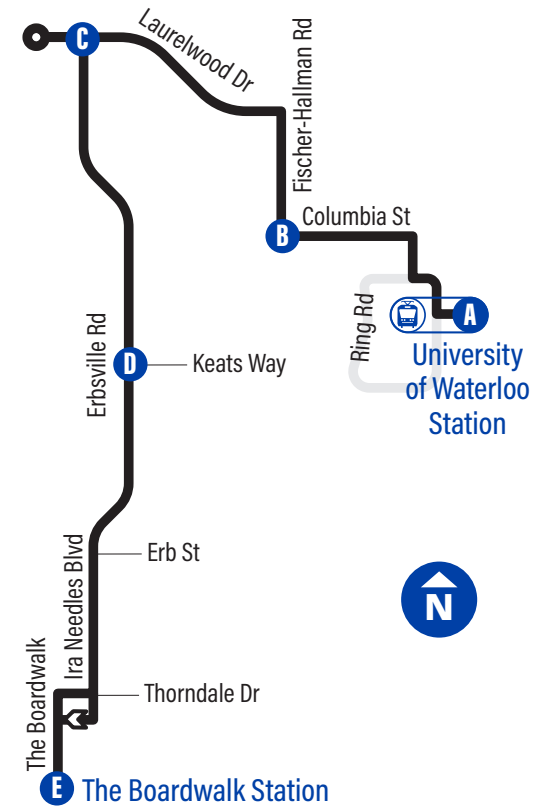 C
Laurelwood Dr
Fischer-Hallman Rd
Columbia St
B
Ring Rd
A
University
of Waterloo
Station
Erbsville Rd
D
Keats Way
Ira Needles Blvd
Erb St
N
The Boardwalk
Thorndale Dr
E
The Boardwalk Station